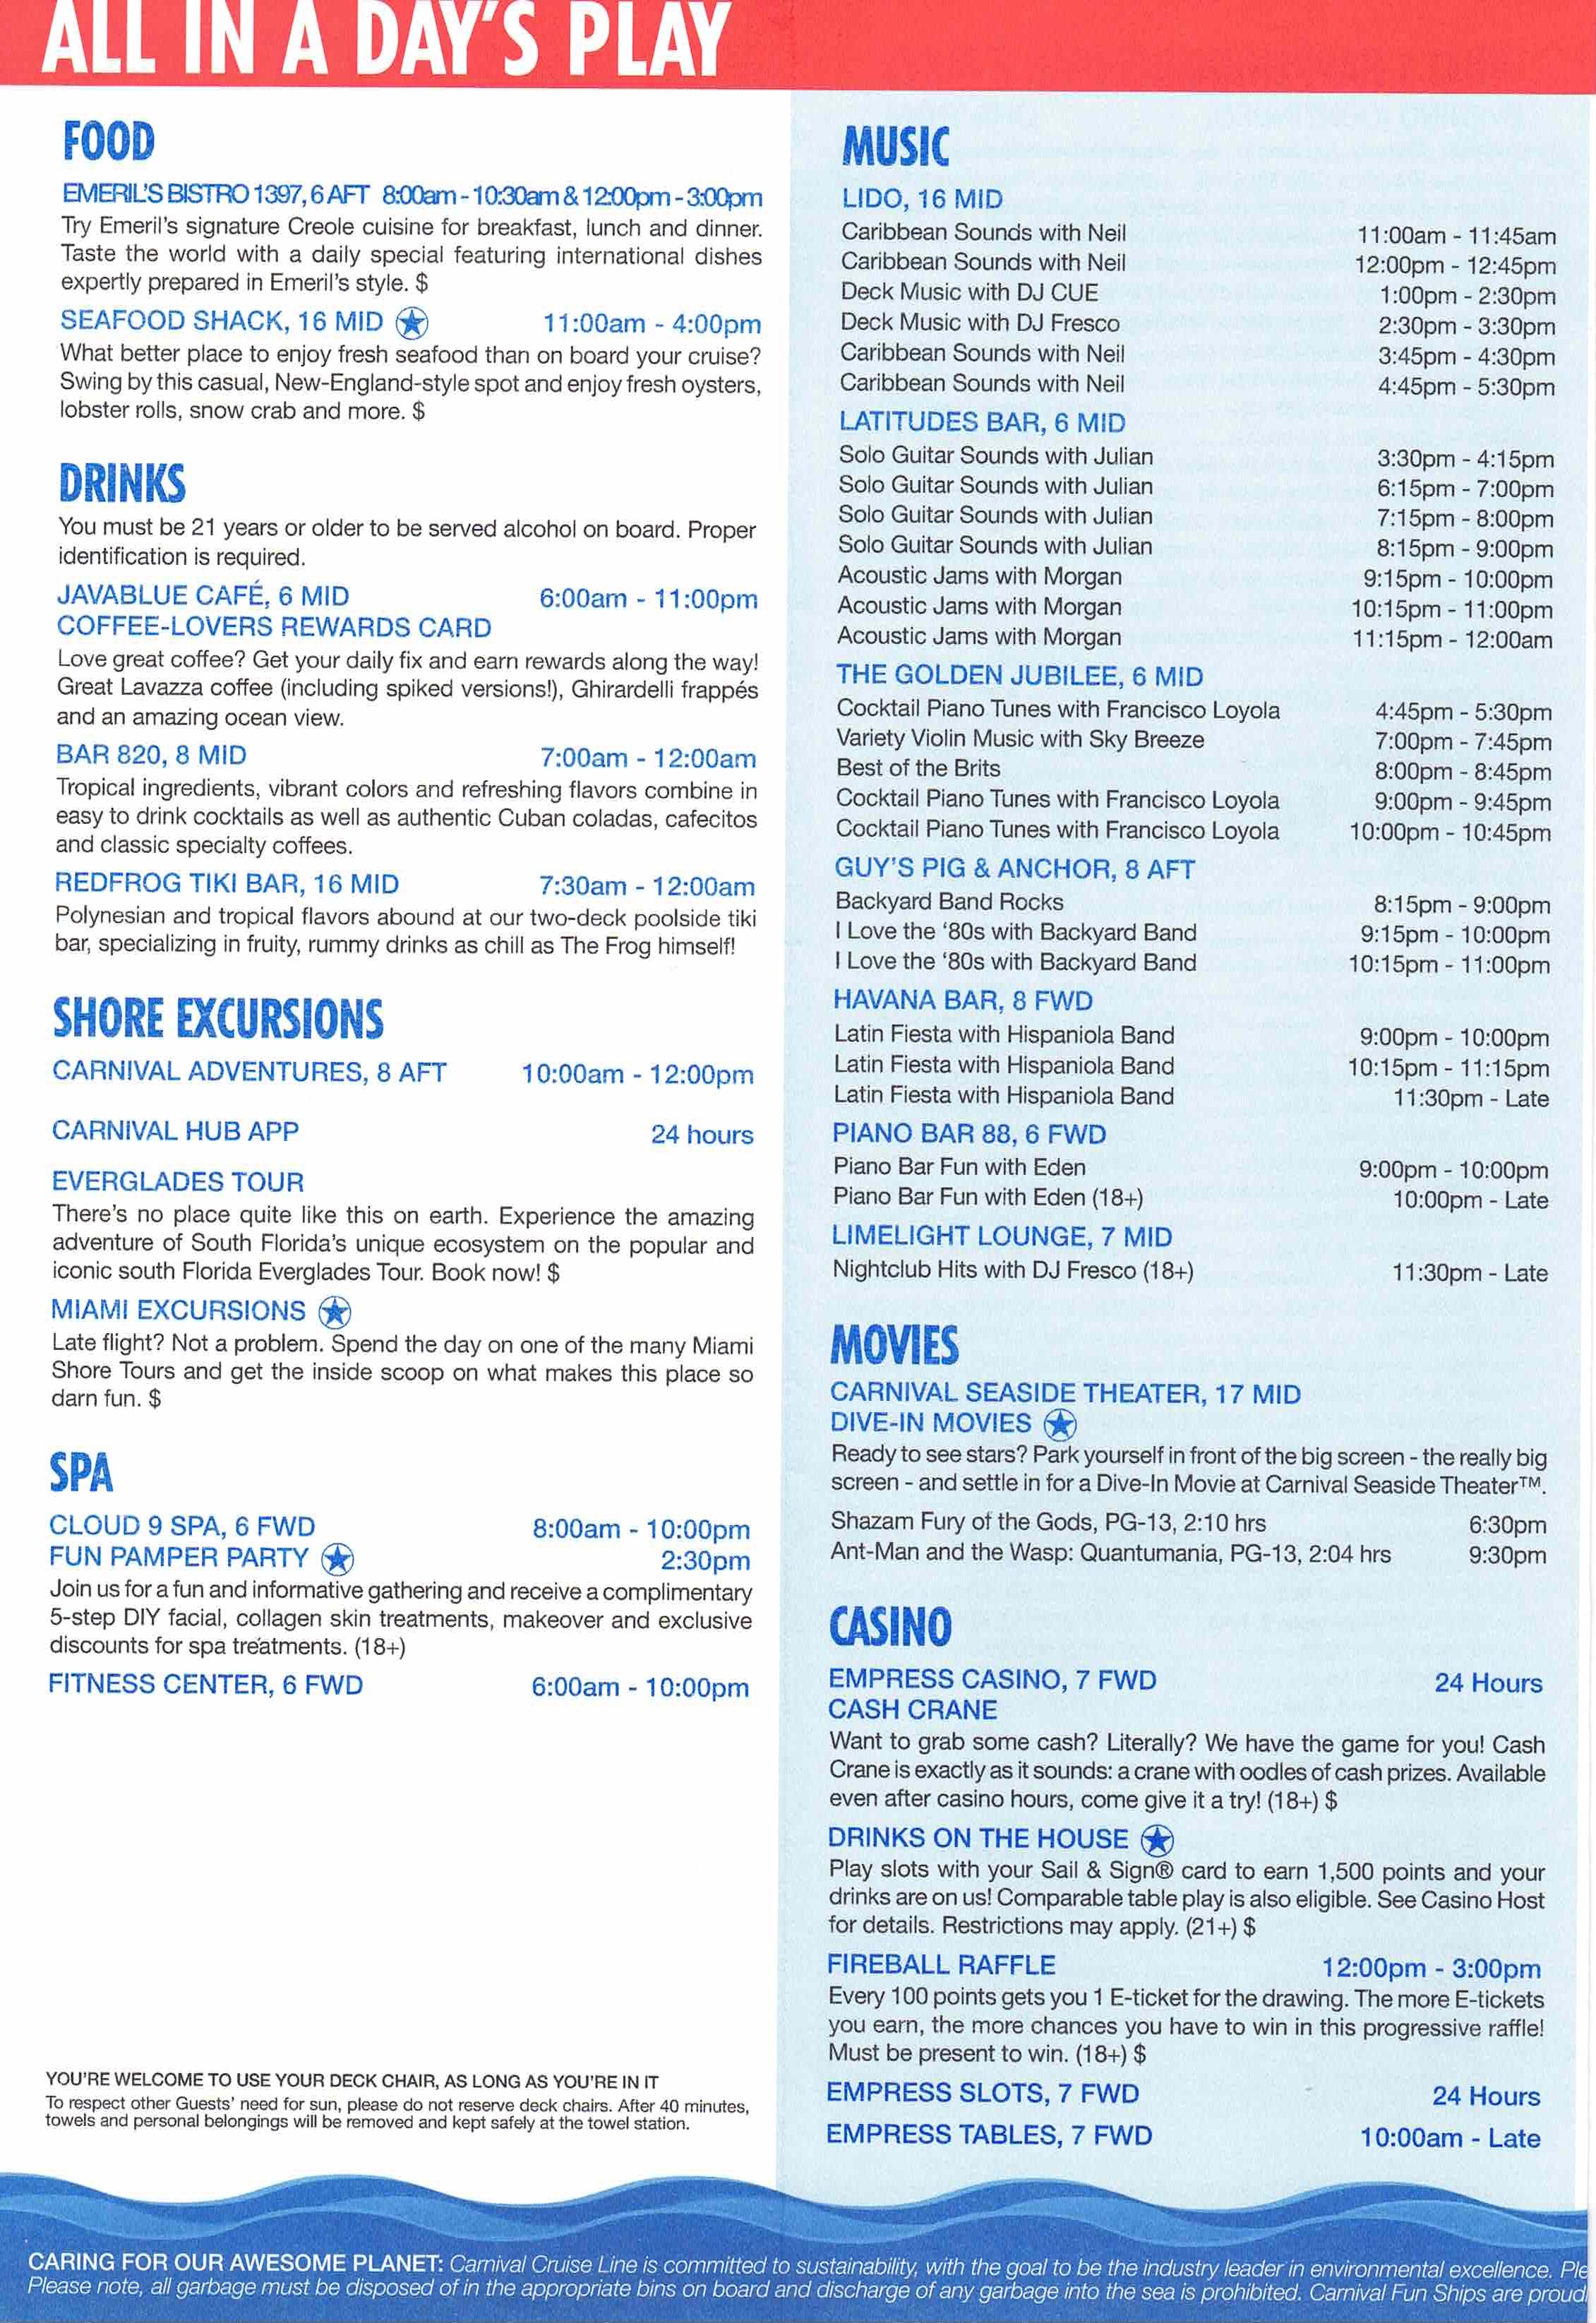 ALL IN A DAY'S PLAY
FOOD
EMERIL'S BISTRO 1397, 6 AFT 8:00am - 10:30am & 12:00pm - 3:00pm
Try Emeril's signature Creole cuisine for breakfast, lunch and dinner.
Taste the world with a daily special featuring international dishes
expertly prepared in Emeril's style. $
SEAFOOD SHACK, 16 MID 11:00am - 4:00pm
What better place to enjoy fresh seafood than on board your cruise?
Swing by this casual, New-England-style spot and enjoy fresh oysters,
lobster rolls, snow crab and more. $
DRINKS
You must be 21 years or older to be served alcohol on board. Proper
identification is required.
JAVABLUE CAFÉ, 6 MID 6:00am - 11:00pm
COFFEE-LOVERS REWARDS CARD
Love great coffee? Get your daily fix and earn rewards along the way!
Great Lavazza coffee (including spiked versions!), Ghirardelli frappés
and an amazing ocean view.
BAR 820, 8 MID 7:00am - 12:00am
Tropical ingredients, vibrant colors and refreshing flavors combine in
easy to drink cocktails as well as authentic Cuban coladas, cafecitos
and classic specialty coffees.
REDFROG TIKI BAR, 16 MID 7:30am - 12:00am
Polynesian and tropical flavors abound at our two-deck poolside tiki
bar, specializing in fruity, rummy drinks as chill as The Frog himself!
SHORE EXCURSIONS
CARNIVAL ADVENTURES, 8 AFT 10:00am - 12:00pm
CARNIVAL HUB APP 24 hours
EVERGLADES TOUR
There's no place quite like this on earth. Experience the amazing
adventure of South Florida's unique ecosystem on the popular and
iconic south Florida Everglades Tour. Book now! $
MIAMI EXCURSIONS
Late flight? Not a problem. Spend the day on one of the many Miami
Shore Tours and get the inside scoop on what makes this place so
darn fun. $
SPA
CLOUD 9 SPA, 6 FWD 8:00am - 10:00pm
FUN PAMPER PARTY 2:30pm
Join us for a fun and informative gathering and receive a complimentary
5-step DIY facial, collagen skin treatments, makeover and exclusive
discounts for spa treatments. (18+)
FITNESS CENTER, 6 FWD 6:00am - 10:00pm
YOU'RE WELCOME TO USE YOUR DECK CHAIR, AS LONG AS YOU'RE IN IT
To respect other Guests' need for sun, please do not reserve deck chairs. After 40 minutes,
towels and personal belongings will be removed and kept safely at the towel station.
MUSIC
LIDO, 16 MID
Caribbean Sounds with Neil 11:00am - 11:45am
Caribbean Sounds with Neil 12:00pm - 12:45pm
Deck Music with DJ CUE 1:00pm - 2:30pm
Deck Music with DJ Fresco 2:30pm - 3:30pm
Caribbean Sounds with Neil 3:45pm - 4:30pm
Caribbean Sounds with Neil 4:45pm - 5:30pm
LATITUDES BAR, 6 MID
Solo Guitar Sounds with Julian 3:30pm - 4:15pm
Solo Guitar Sounds with Julian 6:15pm - 7:00pm
Solo Guitar Sounds with Julian 7:15pm - 8:00pm
Solo Guitar Sounds with Julian 8:15pm - 9:00pm
Acoustic Jams with Morgan 9:15pm - 10:00pm
Acoustic Jams with Morgan 10:15pm - 11:00pm
Acoustic Jams with Morgan 11:15pm - 12:00am
THE GOLDEN JUBILEE, 6 MID
Cocktail Piano Tunes with Francisco Loyola 4:45pm - 5:30pm
Variety Violin Music with Sky Breeze 7:00pm - 7:45pm
Best of the Brits 8:00pm - 8:45pm
Cocktail Piano Tunes with Francisco Loyola 9:00pm - 9:45pm
Cocktail Piano Tunes with Francisco Loyola 10:00pm - 10:45pm
GUY'S PIG & ANCHOR, 8 AFT
Backyard Band Rocks 8:15pm - 9:00pm
I Love the '80s with Backyard Band 9:15pm - 10:00pm
I Love the '80s with Backyard Band 10:15pm - 11:00pm
HAVANA BAR, 8 FWD
Latin Fiesta with Hispaniola Band 9:00pm - 10:00pm
Latin Fiesta with Hispaniola Band 10:15pm - 11:15pm
Latin Fiesta with Hispaniola Band 11:30pm - Late
PIANO BAR 88, 6 FWD
Piano Bar Fun with Eden 9:00pm - 10:00pm
Piano Bar Fun with Eden (18+) 10:00pm - Late
LIMELIGHT LOUNGE, 7 MID
Nightclub Hits with DJ Fresco (18+) 11:30pm - Late
MOVIES
CARNIVAL SEASIDE THEATER, 17 MID
DIVE-IN MOVIES
Ready to see stars? Park yourself in front of the big screen - the really big
screen - and settle in for a Dive-In Movie at Carnival Seaside Theater™.
Shazam Fury of the Gods, PG-13, 2:10 hrs 6:30pm
Ant-Man and the Wasp: Quantumania, PG-13, 2:04 hrs 9:30pm
CASINO
EMPRESS CASINO, 7 FWD 24 Hours
CASH CRANE
Want to grab some cash? Literally? We have the game for you! Cash
Crane is exactly as it sounds: a crane with oodles of cash prizes. Available
even after casino hours, come give it a try! (18+) $
DRINKS ON THE HOUSE
Play slots with your Sail & Sign® card to earn 1,500 points and your
drinks are on us! Comparable table play is also eligible. See Casino Host
for details. Restrictions may apply. (21+) $
FIREBALL RAFFLE 12:00pm - 3:00pm
Every 100 points gets you 1 E-ticket for the drawing. The more E-tickets
you earn, the more chances you have to win in this progressive raffle!
Must be present to win. (18+) $
EMPRESS SLOTS, 7 FWD 24 Hours
EMPRESS TABLES, 7 FWD 10:00am - Late
CARING FOR OUR AWESOME PLANET: Carnival Cruise Line is committed to sustainability, with the goal to be the industry leader in environmental excellence. Ple
Please note, all garbage must be disposed of in the appropriate bins on board and discharge of any garbage into the sea is prohibited. Carnival Fun Ships are proud